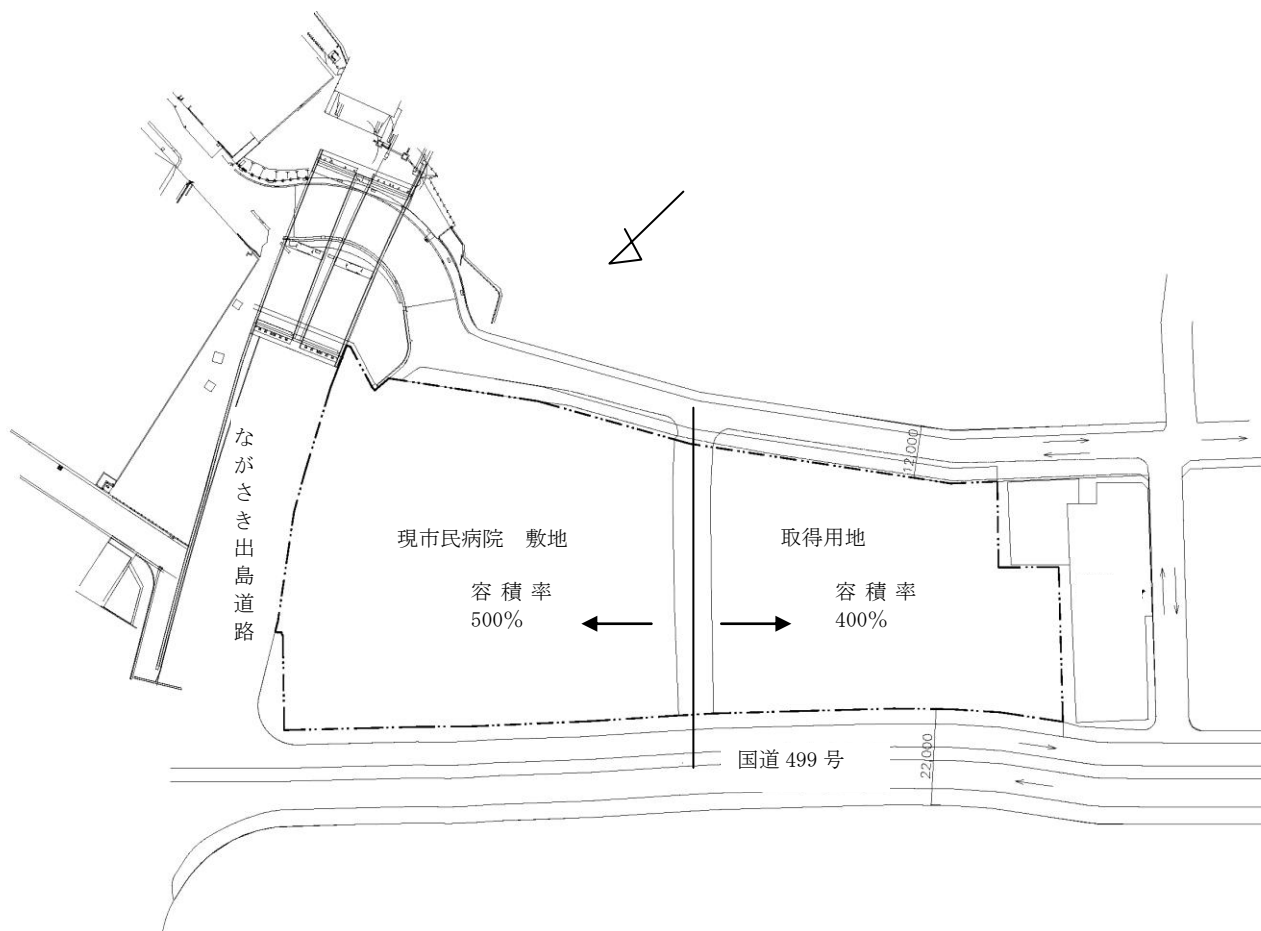 ながさき出島道路
現市民病院　敷地
容積率
500%
取得用地
容積率
400%
12,000
国道 499 号
22,000